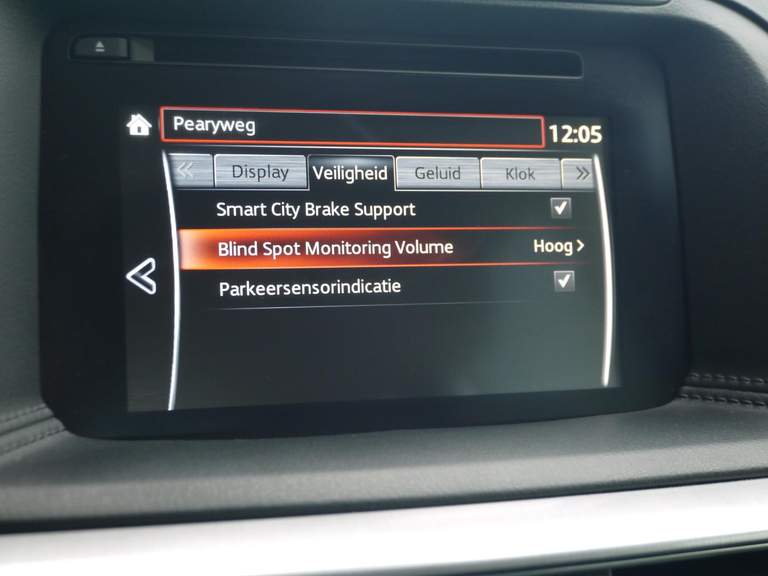 Pearyweg 12:05
Display Veiligheid Geluid Klok
Smart City Brake Support
Blind Spot Monitoring Volume Hoog
Parkeersensorindicatie